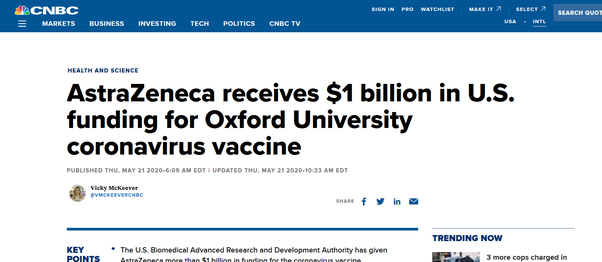 CNBC
SIGN IN PRO WATCHLIST MAKE IT SELECT
MARKETS BUSINESS INVESTING TECH POLITICS CNBC TV
USA • INTL
SEARCH QUOT
HEALTH AND SCIENCE
AstraZeneca receives $1 billion in U.S.
funding for Oxford University
coronavirus vaccine
PUBLISHED THU, MAY 21 2020•6:09 AM EDT | UPDATED THU, MAY 21 2020•10:33 AM EDT
Vicky McKeever
@VMCKEEVERCNBC
SHARE
KEY
POINTS
• The U.S. Biomedical Advanced Research and Development Authority has given
AstraZeneca more than $1 billion in funding for the coronavirus vaccine
TRENDING NOW
3 more cops charged in